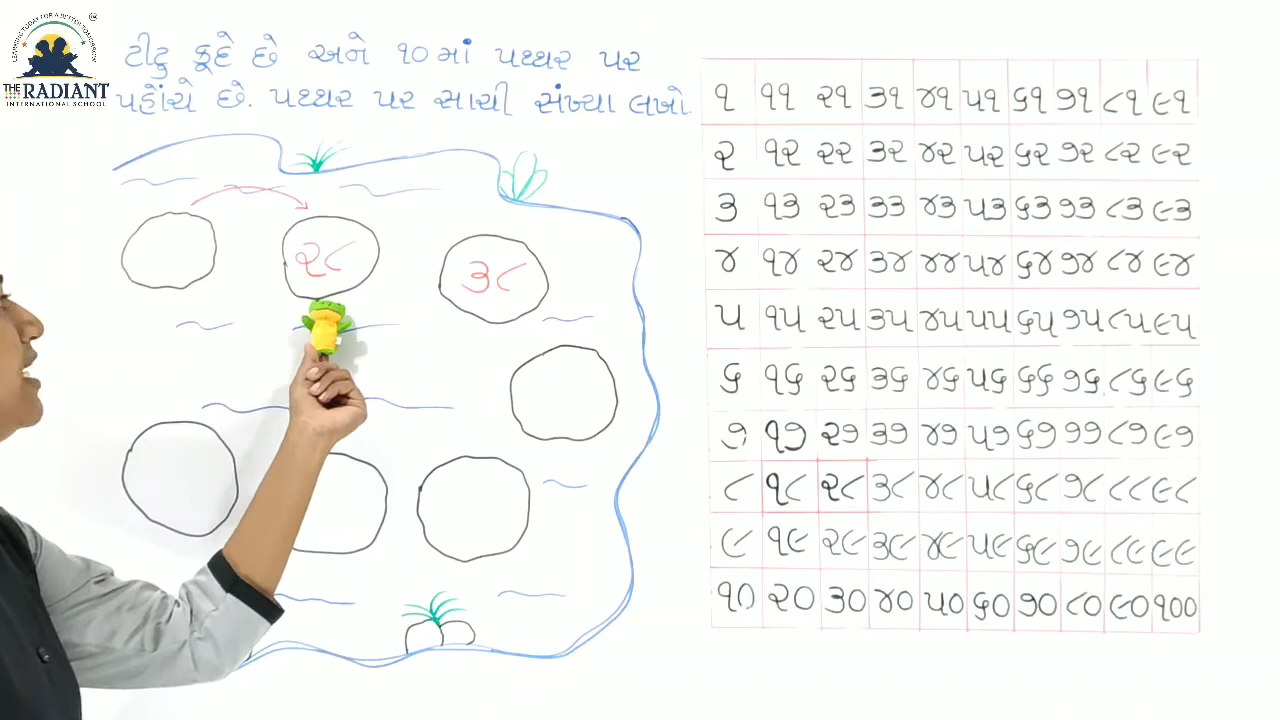 LEARNING TODAY FOR A BETTER TOMORROW
THE RADIANT
INTERNATIONAL SCHOOL
ટીટુ કૂદે છે અને ૧૦માં પથ્થર પર
પહોંચે છે. પથ્થર પર સાચી સંખ્યા લખો.
૨૮
૩૮
૧ ૧૧ ૨૧ ૩૧ ૪૧ ૫૧ ૬૧ ૭૧ ૮૧ ૯૧
૨ ૧૨ ૨૨ ૩૨ ૪૨ ૫૨ ૬૨ ૭૨ ૮૨ ૯૨
૩ ૧૩ ૨૩ ૩૩ ૪૩ ૫૩ ૬૩ ૭૩ ૮૩ ૯૩
૪ ૧૪ ૨૪ ૩૪ ૪૪ ૫૪ ૬૪ ૭૪ ૮૪ ૯૪
૫ ૧૫ ૨૫ ૩૫ ૪૫ ૫૫ ૬૫ ૭૫ ૮૫ ૯૫
૬ ૧૬ ૨૬ ૩૬ ૪૬ ૫૬ ૬૬ ૭૬ ૮૬ ૯૬
૭ ૧૭ ૨૭ ૩૭ ૪૭ ૫૭ ૬૭ ૭૭ ૮૭ ૯૭
૮ ૧૮ ૨૮ ૩૮ ૪૮ ૫૮ ૬૮ ૭૮ ૮૮ ૯૮
૯ ૧૯ ૨૯ ૩૯ ૪૯ ૫૯ ૬૯ ૭૯ ૮૯ ૯૯
૧૦ ૨૦ ૩૦ ૪૦ ૫૦ ૬૦ ૭૦ ૮૦ ૯૦ ૧૦૦